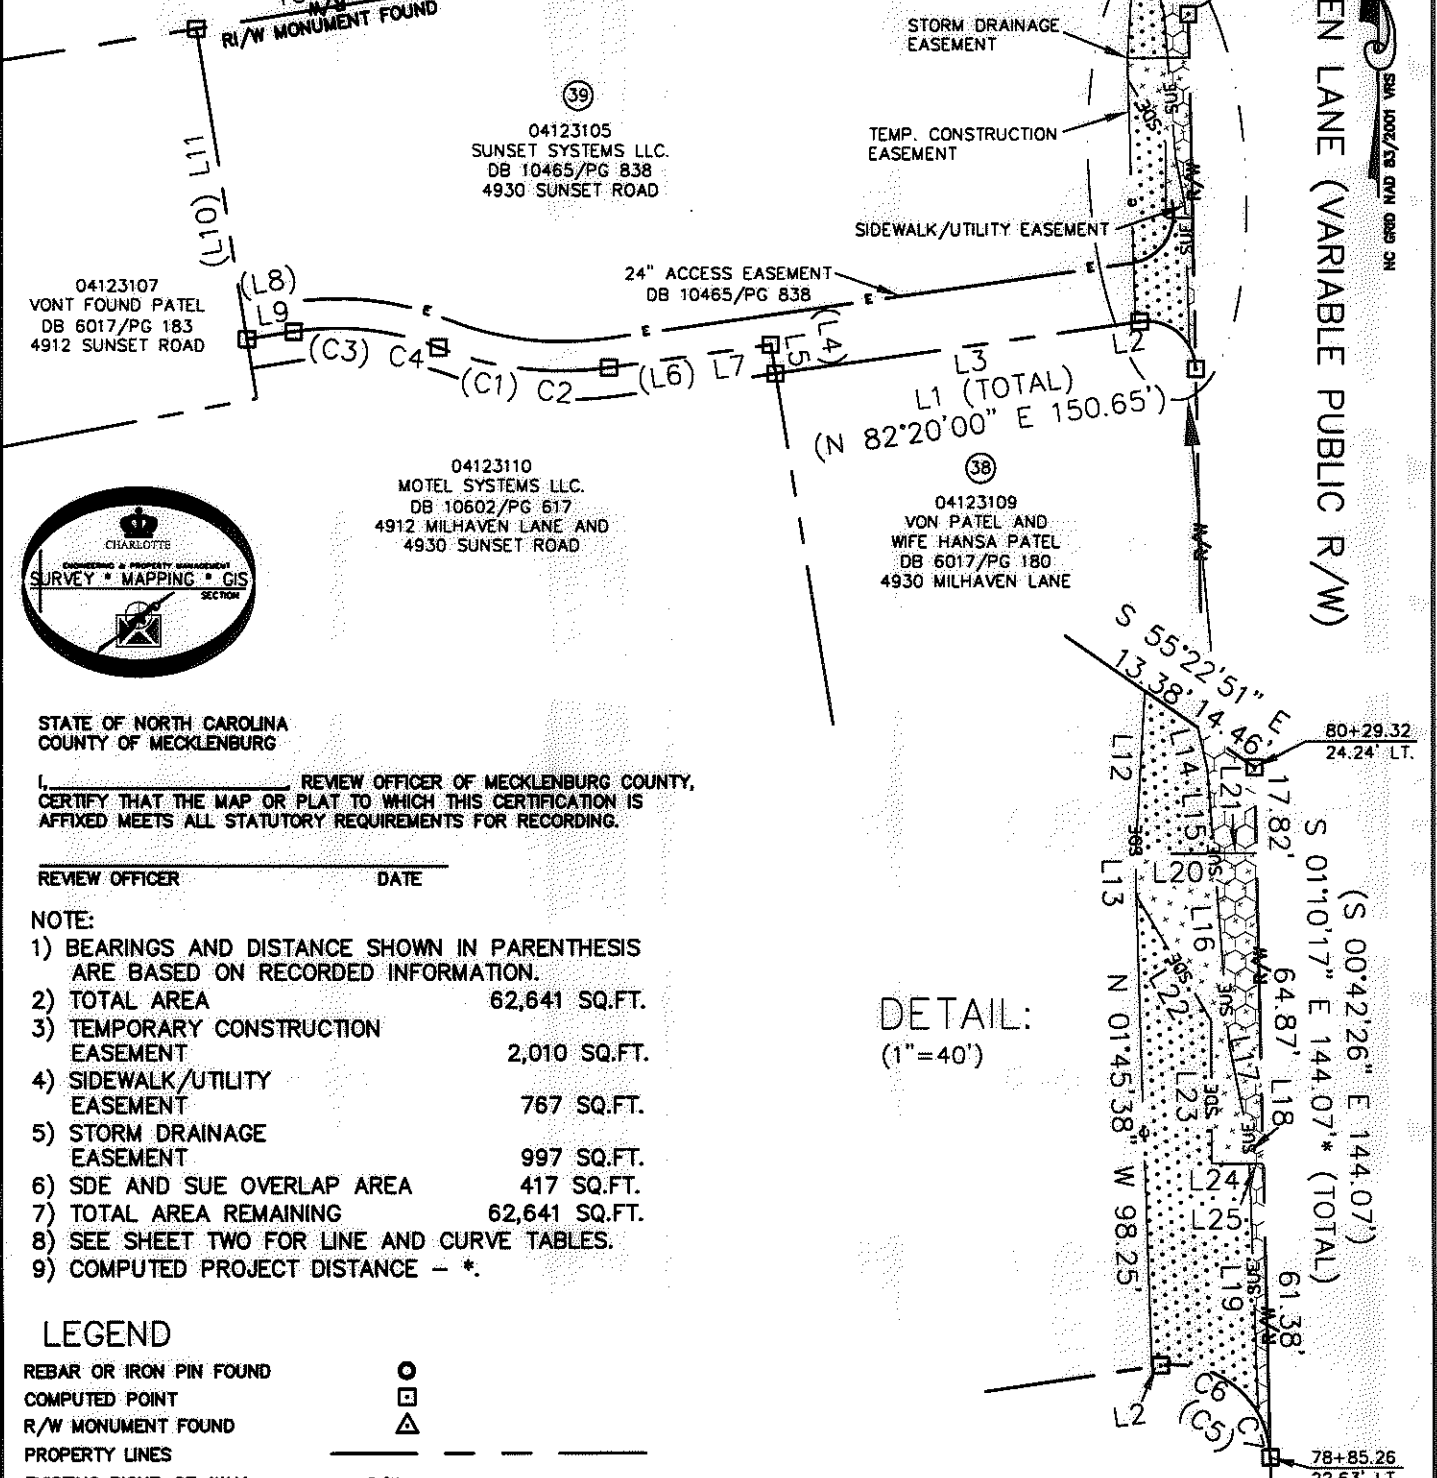 R/W
RI/W MONUMENT FOUND
STORM DRAINAGE
EASEMENT
EN LANE (VARIABLE PUBLIC R/W)
NC GRID NAD 83/2001 VRS
39
04123105
SUNSET SYSTEMS LLC.
DB 10465/PG 838
4930 SUNSET ROAD
TEMP. CONSTRUCTION
EASEMENT
SDE
SUE
R/W
SIDEWALK/UTILITY EASEMENT
SUE
L11
(L10)
04123107
VONT FOUND PATEL
DB 6017/PG 183
4912 SUNSET ROAD
(L8)
L9
24" ACCESS EASEMENT
DB 10465/PG 838
E
E
E
E
(C3) C4
(C1) C2
(L6) L7
L5
(L4)
L3
L2
L1 (TOTAL)
(N 82°20'00" E 150.65')
04123110
MOTEL SYSTEMS LLC.
DB 10602/PG 617
4912 MILHAVEN LANE AND
4930 SUNSET ROAD
38
04123109
VON PATEL AND
WIFE HANSA PATEL
DB 6017/PG 180
4930 MILHAVEN LANE
R/W
CHARLOTTE
ENGINEERING & PROPERTY MANAGEMENT
SURVEY * MAPPING * GIS
SECTION
STATE OF NORTH CAROLINA
COUNTY OF MECKLENBURG
I, REVIEW OFFICER OF MECKLENBURG COUNTY,
CERTIFY THAT THE MAP OR PLAT TO WHICH THIS CERTIFICATION IS
AFFIXED MEETS ALL STATUTORY REQUIREMENTS FOR RECORDING.
REVIEW OFFICER DATE
NOTE:
1) BEARINGS AND DISTANCE SHOWN IN PARENTHESIS
ARE BASED ON RECORDED INFORMATION.
2) TOTAL AREA 62,641 SQ.FT.
3) TEMPORARY CONSTRUCTION
EASEMENT 2,010 SQ.FT.
4) SIDEWALK/UTILITY
EASEMENT 767 SQ.FT.
5) STORM DRAINAGE
EASEMENT 997 SQ.FT.
6) SDE AND SUE OVERLAP AREA 417 SQ.FT.
7) TOTAL AREA REMAINING 62,641 SQ.FT.
8) SEE SHEET TWO FOR LINE AND CURVE TABLES.
9) COMPUTED PROJECT DISTANCE – *.
DETAIL:
(1"=40')
S 55°22'51" E
13.38' 14.46'
80+29.32
24.24' LT.
L12
L14
L15
L21
17.82'
SDE
SUE
L13
L20
L16
SDE
L22
SUE
R/W
64.87'
L17
L18
S 01°10'17" E 144.07'* (TOTAL)
(S 00°42'26" E 144.07')
N 01°45'38" W 98.25'
L23
SDE
SUE
L24
L25
L19
SUE
61.38'
R/W
L2
C6
(C5)
C7
78+85.26
LEGEND
REBAR OR IRON PIN FOUND
COMPUTED POINT
R/W MONUMENT FOUND
PROPERTY LINES